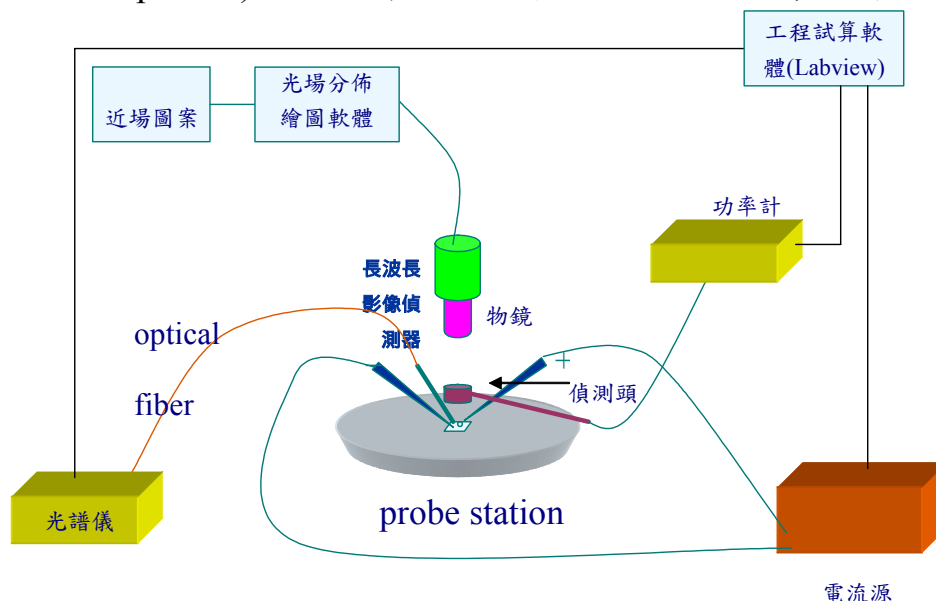 工程試算軟
體(Labview)
光場分佈
繪圖軟體
近場圖案
功率計
長波長
影像偵
測器
物鏡
optical
fiber
+
偵測頭
probe station
光譜儀
電流源